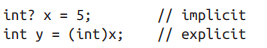 int? x = 5;       // implicit
int y = (int)x;   // explicit